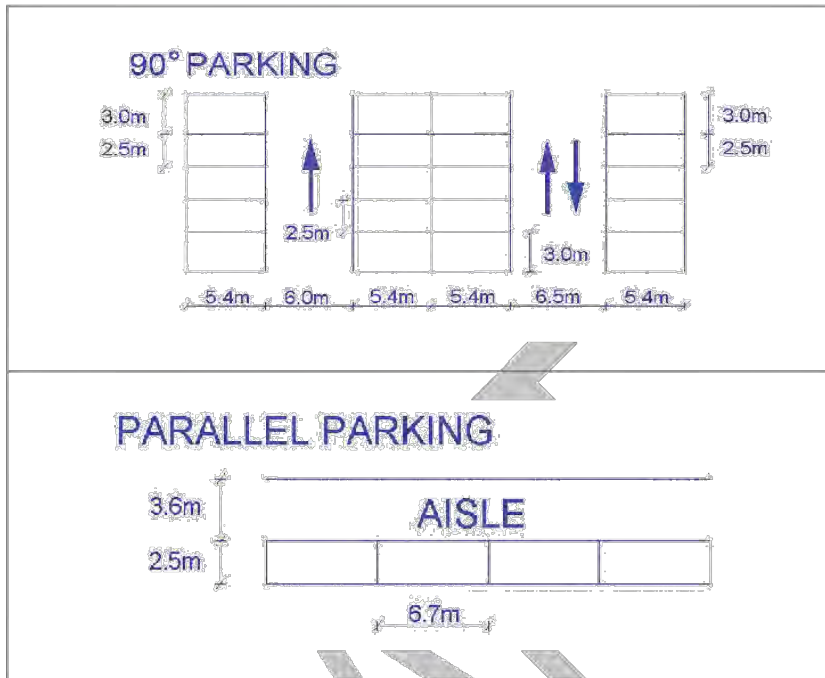 90° PARKING
3.0m
3.0m
2.5m
2.5m
2.5m
3.0m
5.4m 6.0m 5.4m 5.4m 6.5m 5.4m
PARALLEL PARKING
3.6m
AISLE
2.5m
6.7m